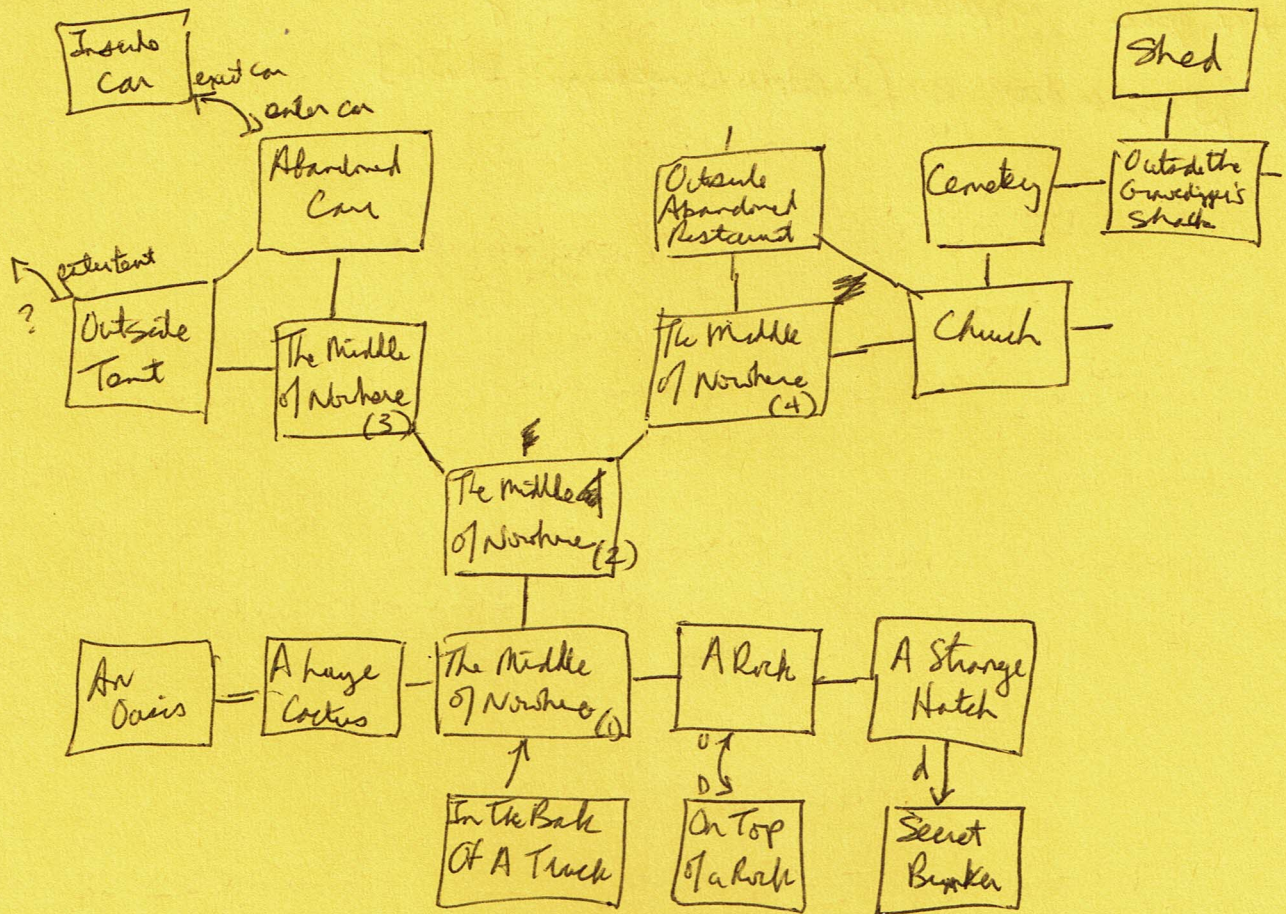 Inside
Car
exit car
enter car
Abandoned
Car
enter tent
?
Outside
Tent
The Middle
of Nowhere
(3)
Outside
Abandoned
Restaurant
The Middle
of Nowhere
(4)
Shed
Cemetery
Outside the
Gravedigger's
Shack
Church
The Middle
of Nowhere
(2)
An
Oasis
A Large
Cactus
The Middle
of Nowhere
(1)
A Rock
A Strange
Hatch
U
D
d
In The Back
Of A Truck
On Top
of a Rock
Secret
Bunker